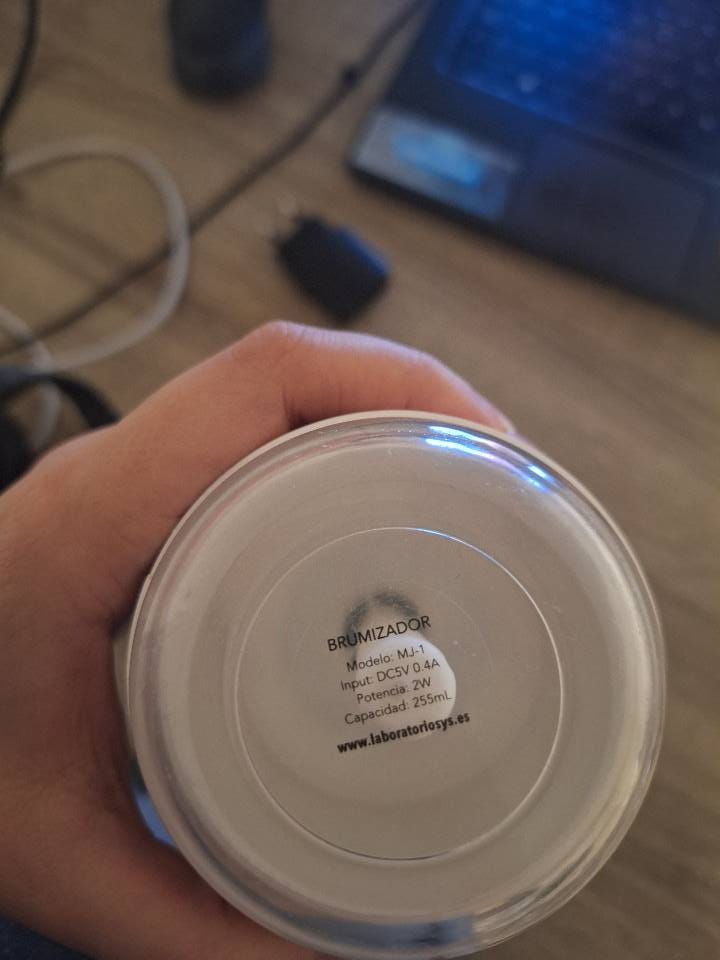 BRUMIZADOR
Modelo: MJ-1
Input: DC5V 0.4A
Potencia: 2W
Capacidad: 255mL
www.laboratoriosys.es